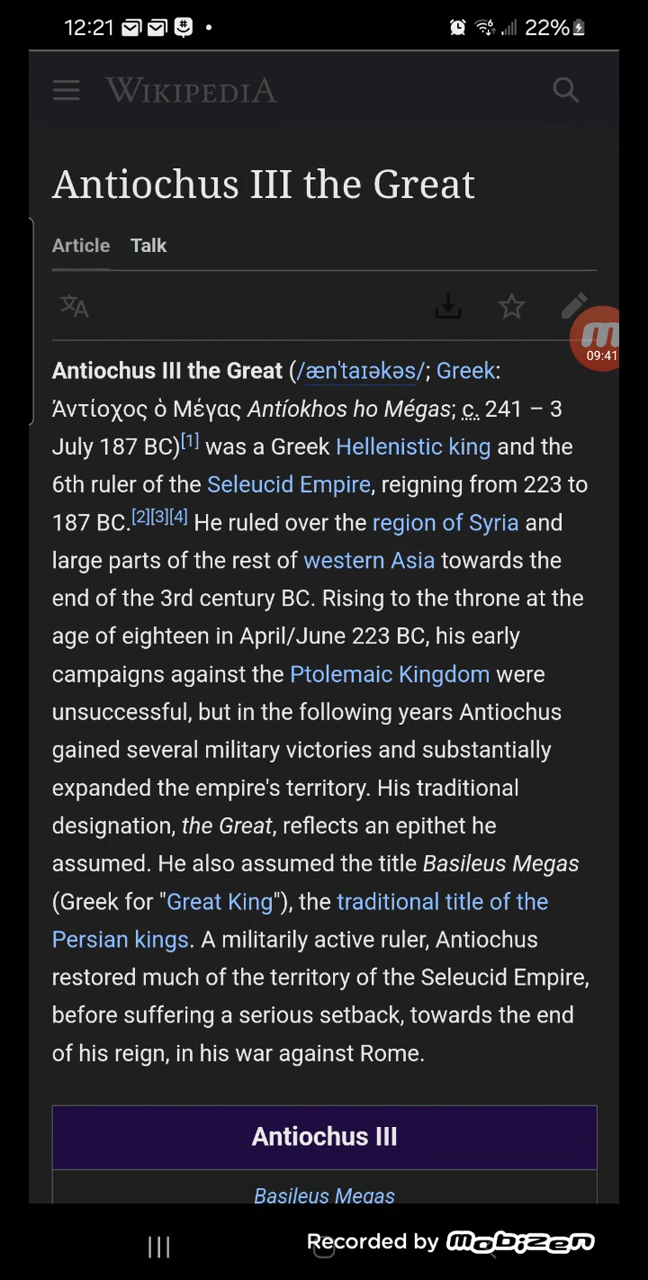 12:21
22%
WIKIPEDIA
Antiochus III the Great
Article Talk
文A
m
09:41
Antiochus III the Great (/ænˈtaɪəkəs/; Greek:
Ἀντίοχος ὁ Μέγας Antíokhos ho Mégas; c. 241 – 3
July 187 BC)[1] was a Greek Hellenistic king and the
6th ruler of the Seleucid Empire, reigning from 223 to
187 BC.[2][3][4] He ruled over the region of Syria and
large parts of the rest of western Asia towards the
end of the 3rd century BC. Rising to the throne at the
age of eighteen in April/June 223 BC, his early
campaigns against the Ptolemaic Kingdom were
unsuccessful, but in the following years Antiochus
gained several military victories and substantially
expanded the empire's territory. His traditional
designation, the Great, reflects an epithet he
assumed. He also assumed the title Basileus Megas
(Greek for "Great King"), the traditional title of the
Persian kings. A militarily active ruler, Antiochus
restored much of the territory of the Seleucid Empire,
before suffering a serious setback, towards the end
of his reign, in his war against Rome.
Antiochus III
Basileus Megas
Recorded by mobizen